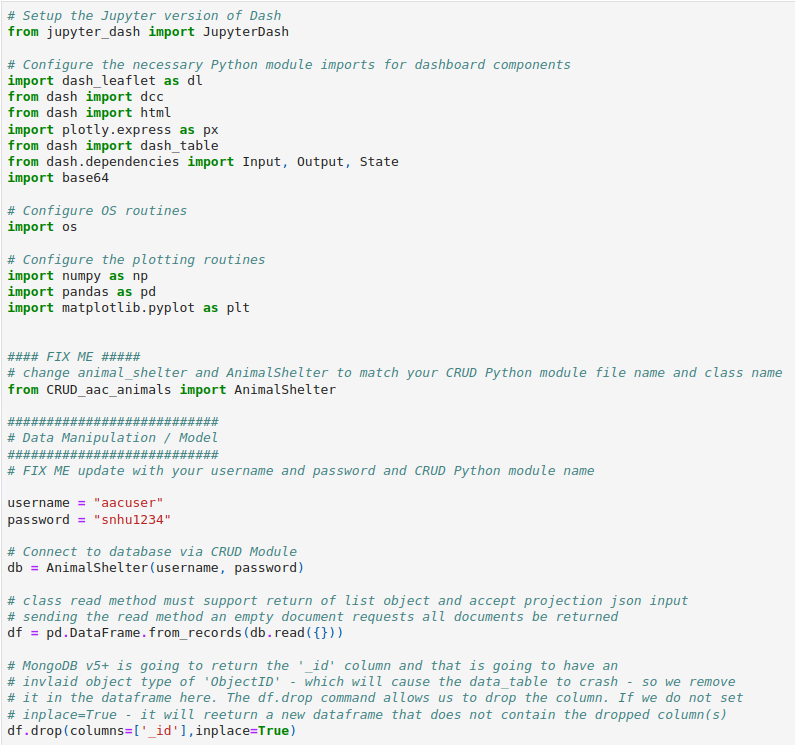 # Setup the Jupyter version of Dash
from jupyter_dash import JupyterDash
# Configure the necessary Python module imports for dashboard components
import dash_leaflet as dl
from dash import dcc
from dash import html
import plotly.express as px
from dash import dash_table
from dash.dependencies import Input, Output, State
import base64
# Configure OS routines
import os
# Configure the plotting routines
import numpy as np
import pandas as pd
import matplotlib.pyplot as plt
#### FIX ME #####
# change animal_shelter and AnimalShelter to match your CRUD Python module file name and class name
from CRUD_aac_animals import AnimalShelter
###########################
# Data Manipulation / Model
###########################
# FIX ME update with your username and password and CRUD Python module name
username = "aacuser"
password = "snhu1234"
# Connect to database via CRUD Module
db = AnimalShelter(username, password)
# class read method must support return of list object and accept projection json input
# sending the read method an empty document requests all documents be returned
df = pd.DataFrame.from_records(db.read({}))
# MongoDB v5+ is going to return the '_id' column and that is going to have an
# invlaid object type of 'ObjectID' - which will cause the data_table to crash - so we remove
# it in the dataframe here. The df.drop command allows us to drop the column. If we do not set
# inplace=True - it will reeturn a new dataframe that does not contain the dropped column(s)
df.drop(columns=['_id'],inplace=True)